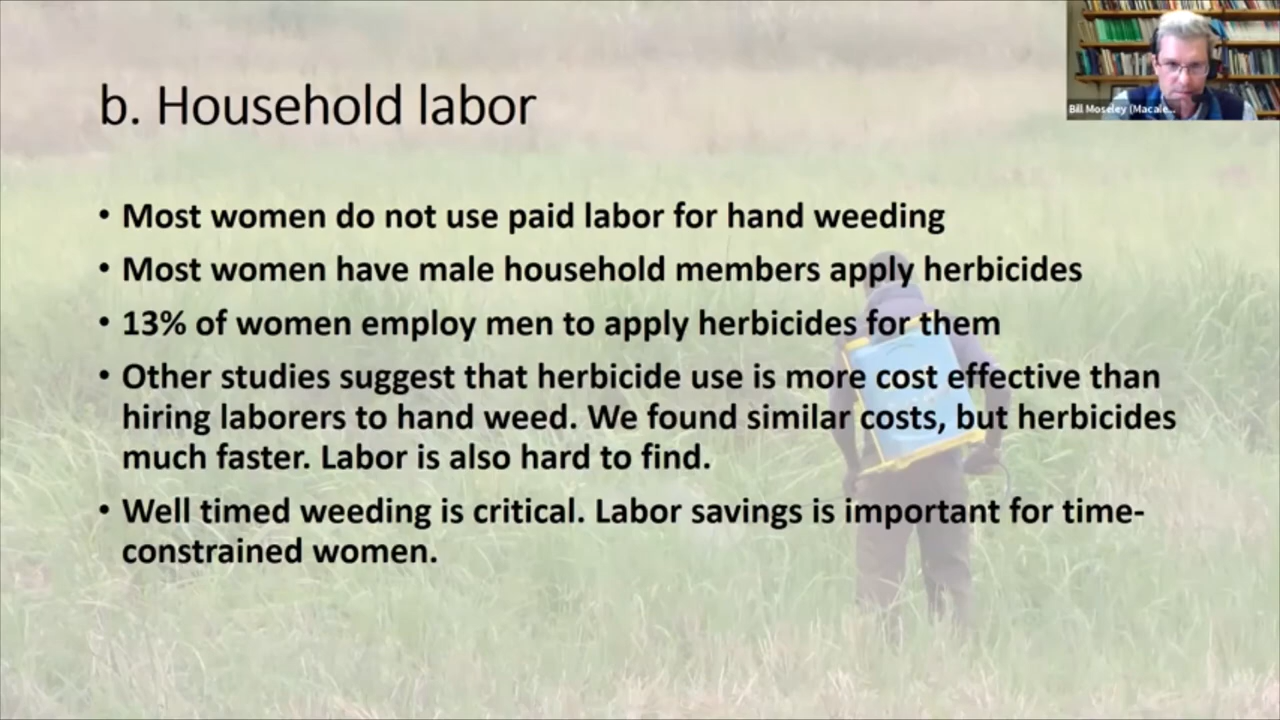 b. Household labor
Bill Moseley (Macale...
• Most women do not use paid labor for hand weeding
• Most women have male household members apply herbicides
• 13% of women employ men to apply herbicides for them
• Other studies suggest that herbicide use is more cost effective than
hiring laborers to hand weed. We found similar costs, but herbicides
much faster. Labor is also hard to find.
• Well timed weeding is critical. Labor savings is important for time-
constrained women.